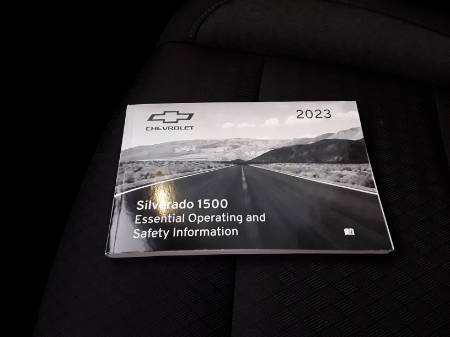 CHEVROLET
2023
Silverado 1500
Essential Operating and
Safety Information